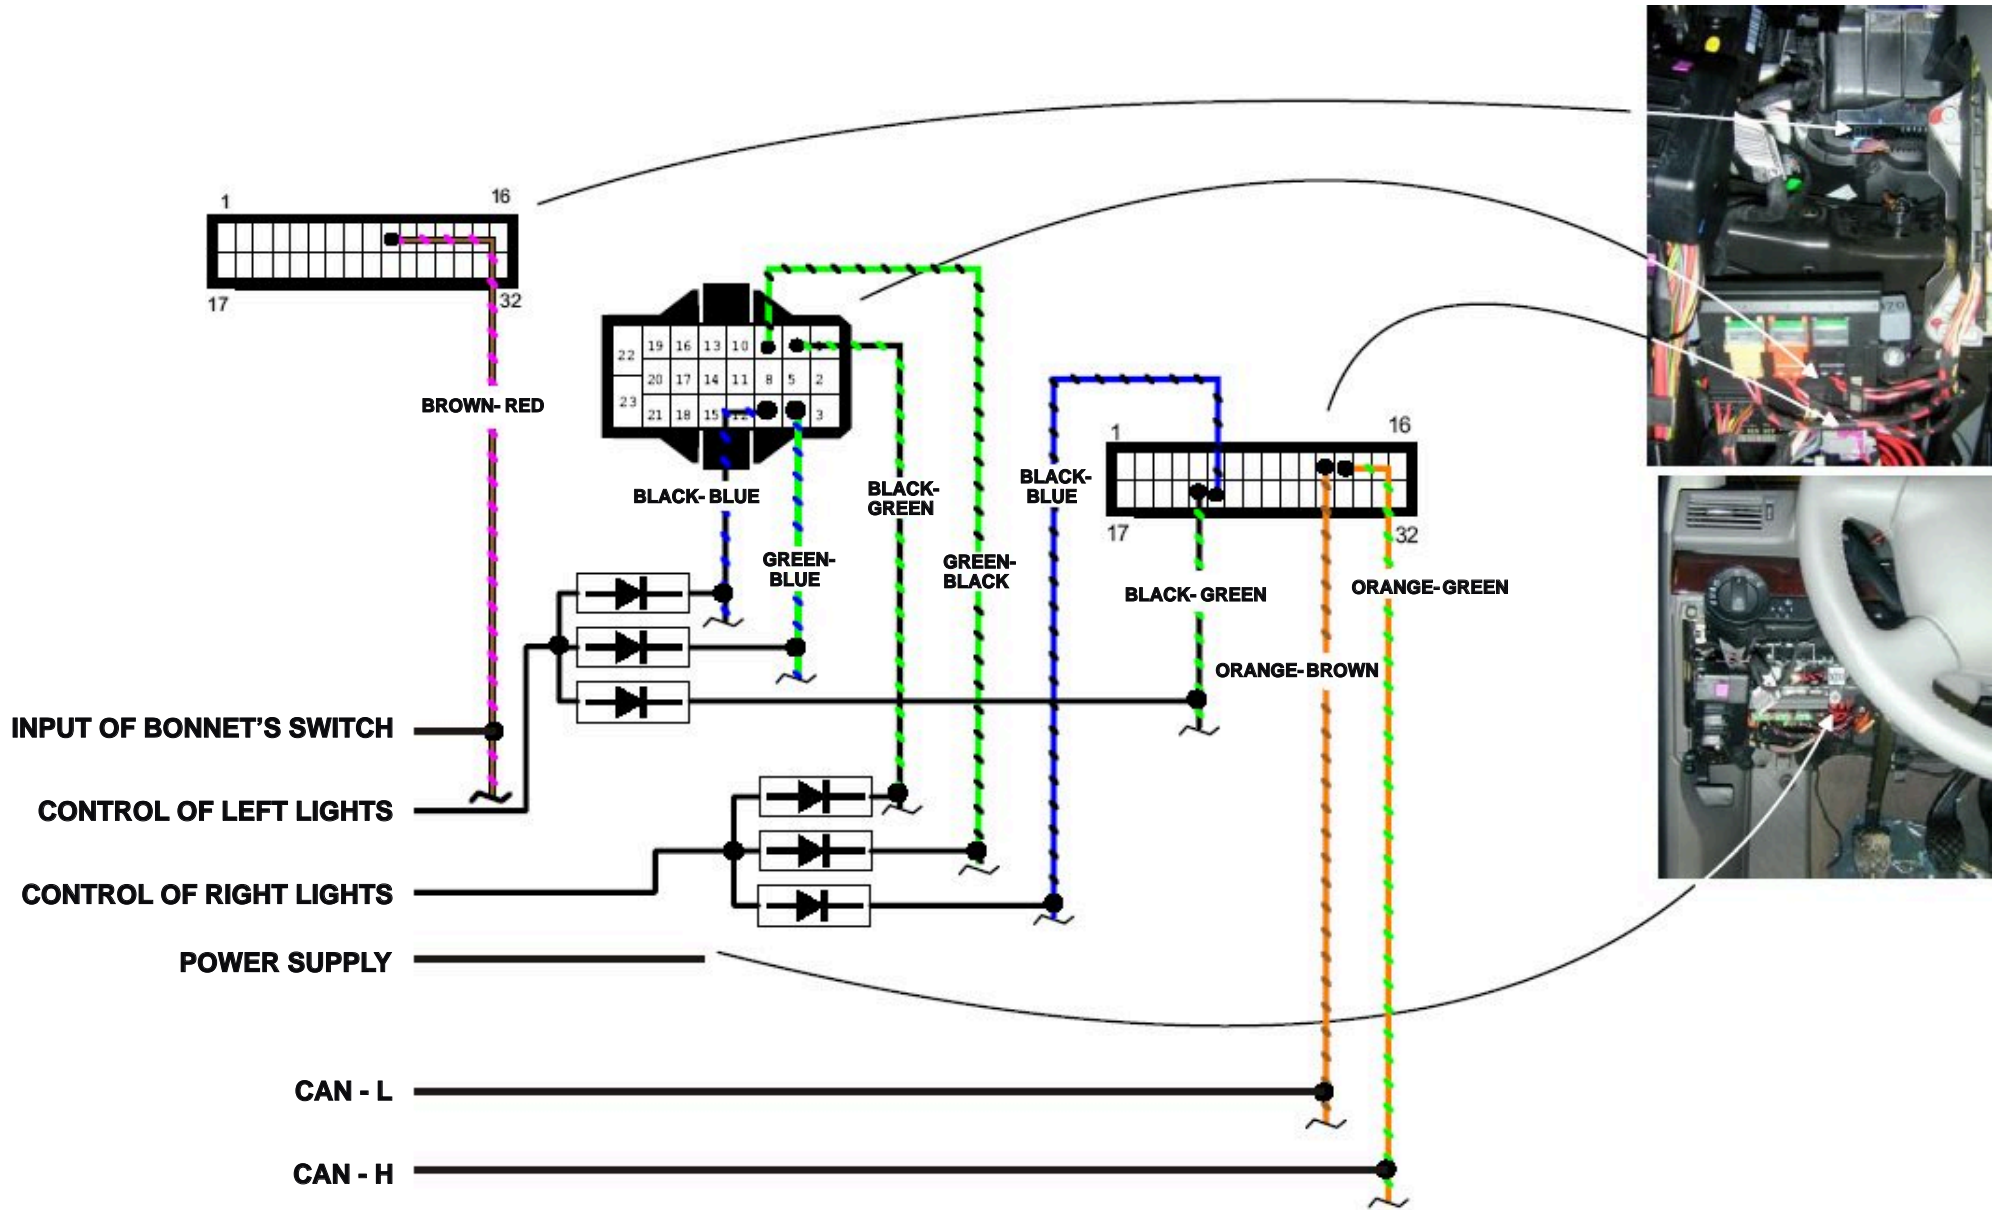 1
16
17
32
BROWN-RED
22
19
16
13
10
20
17
14
11
8
5
2
23
21
18
15
12
3
BLACK-BLUE
GREEN-
BLUE
BLACK-
GREEN
GREEN-
BLACK
BLACK-
BLUE
1
16
17
32
BLACK-GREEN
ORANGE-GREEN
ORANGE-BROWN
INPUT OF BONNET'S SWITCH
CONTROL OF LEFT LIGHTS
CONTROL OF RIGHT LIGHTS
POWER SUPPLY
CAN - L
CAN - H